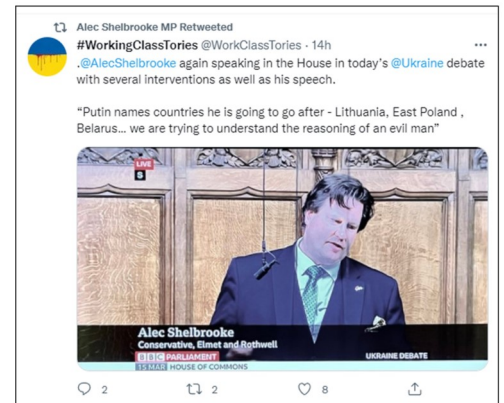 Alec Shelbrooke MP Retweeted
#WorkingClassTories @WorkClassTories · 14h
.@AlecShelbrooke again speaking in the House in today's @Ukraine debate
with several interventions as well as his speech.
“Putin names countries he is going to go after - Lithuania, East Poland ,
Belarus... we are trying to understand the reasoning of an evil man”
LIVE
S
Alec Shelbrooke
Conservative, Elmet and Rothwell
BBC PARLIAMENT
UKRAINE DEBATE
15 MAR HOUSE OF COMMONS
2
2
8